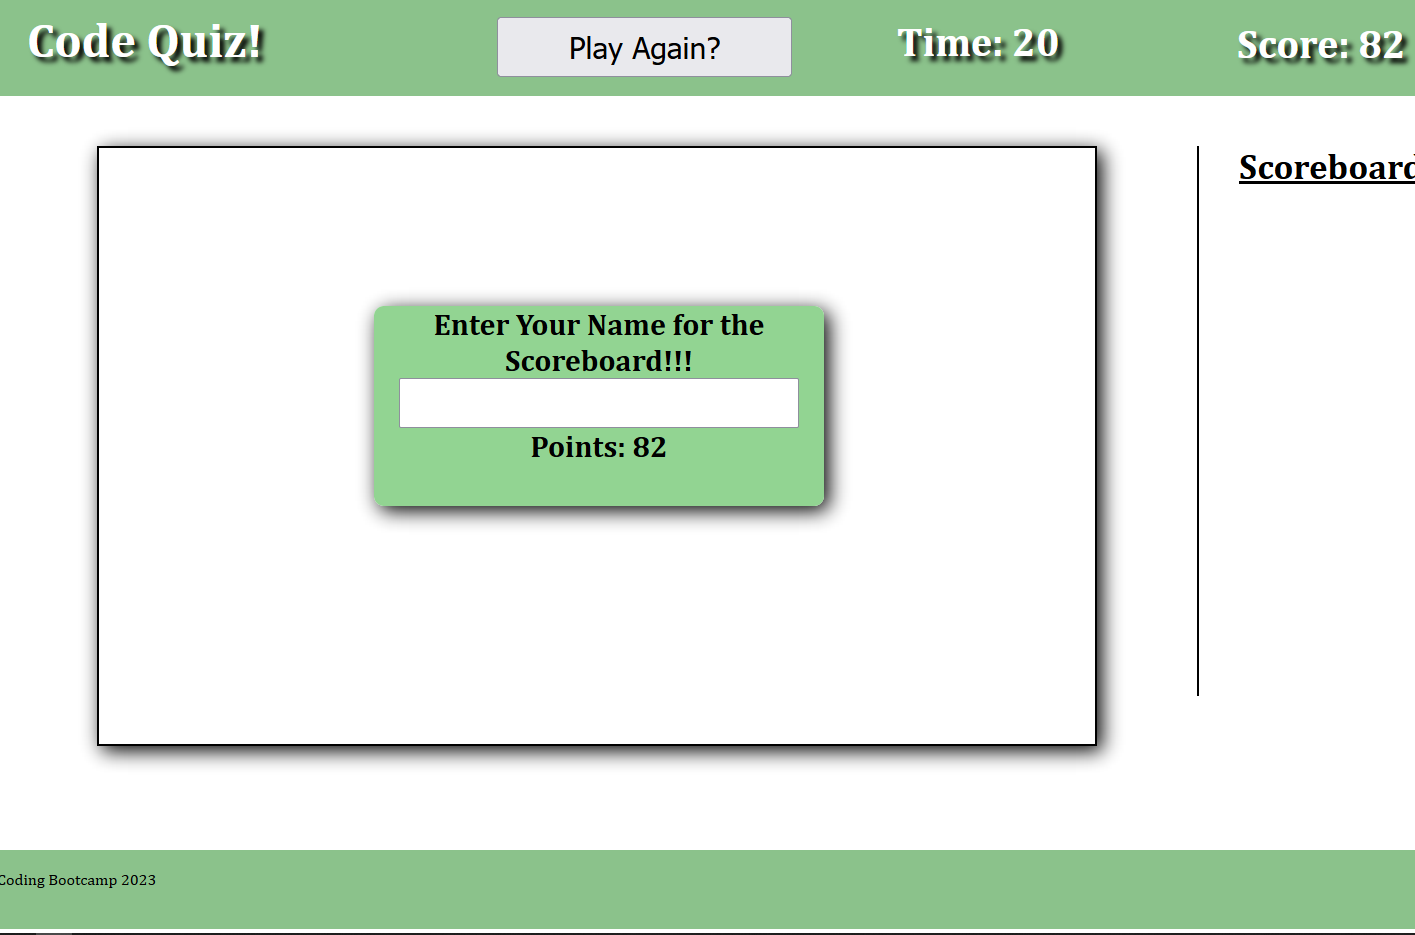 Code Quiz!
Play Again?
Time: 20
Score: 82
Scoreboard
Enter Your Name for the
Scoreboard!!!
Points: 82
Coding Bootcamp 2023